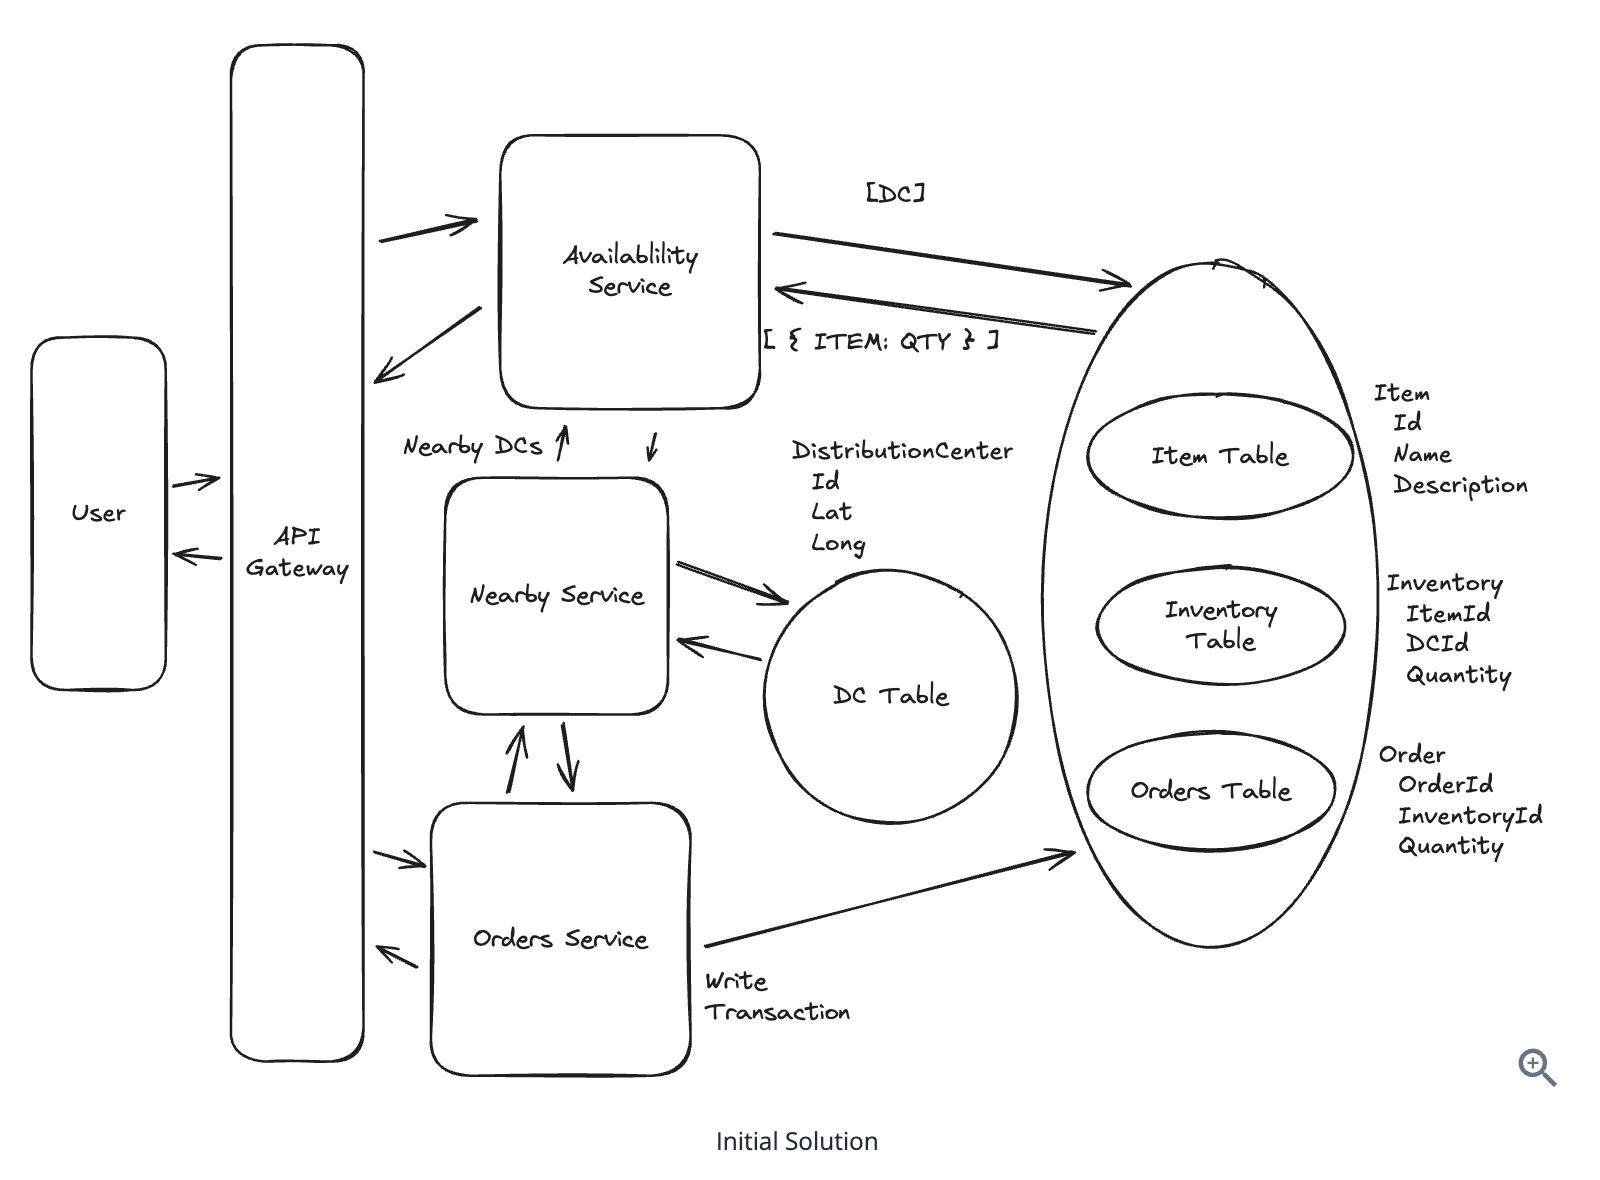 [DC]
Availablility
Service
[ { ITEM: QTY } ]
Item
Id
Name
Description
Item Table
Nearby DCs
DistributionCenter
Id
Lat
Long
User
API
Gateway
Nearby Service
Inventory
Table
Inventory
ItemId
DCId
Quantity
DC Table
Order
OrderId
InventoryId
Quantity
Orders Table
Orders Service
Write
Transaction
Initial Solution